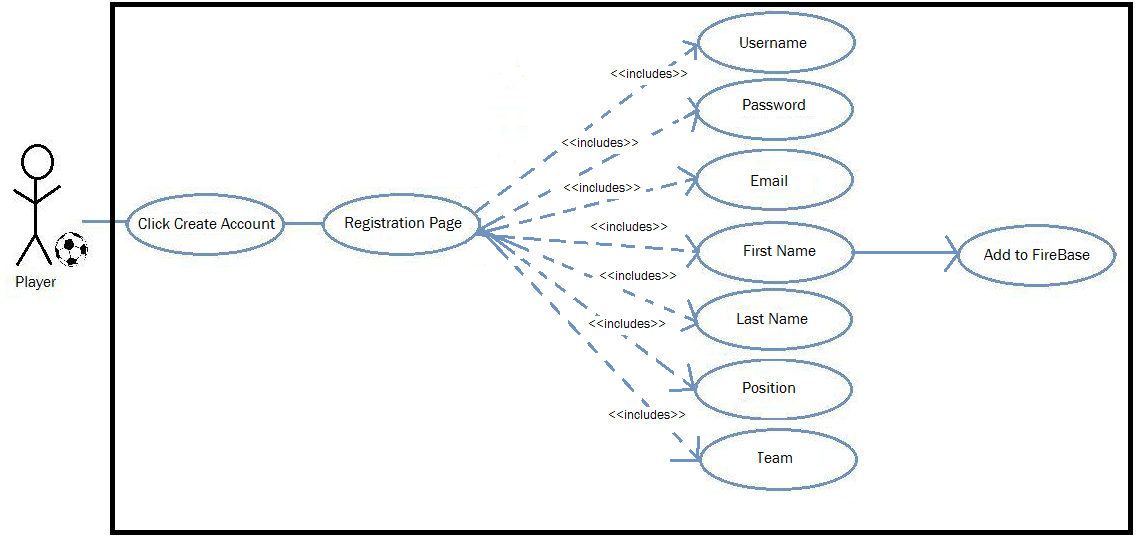 Username
<<includes>>
Password
<<includes>>
Email
<<includes>>
Click Create Account
Registration Page
<<includes>>
First Name
Add to FireBase
<<includes>>
Player
Last Name
<<includes>>
Position
<<includes>>
Team